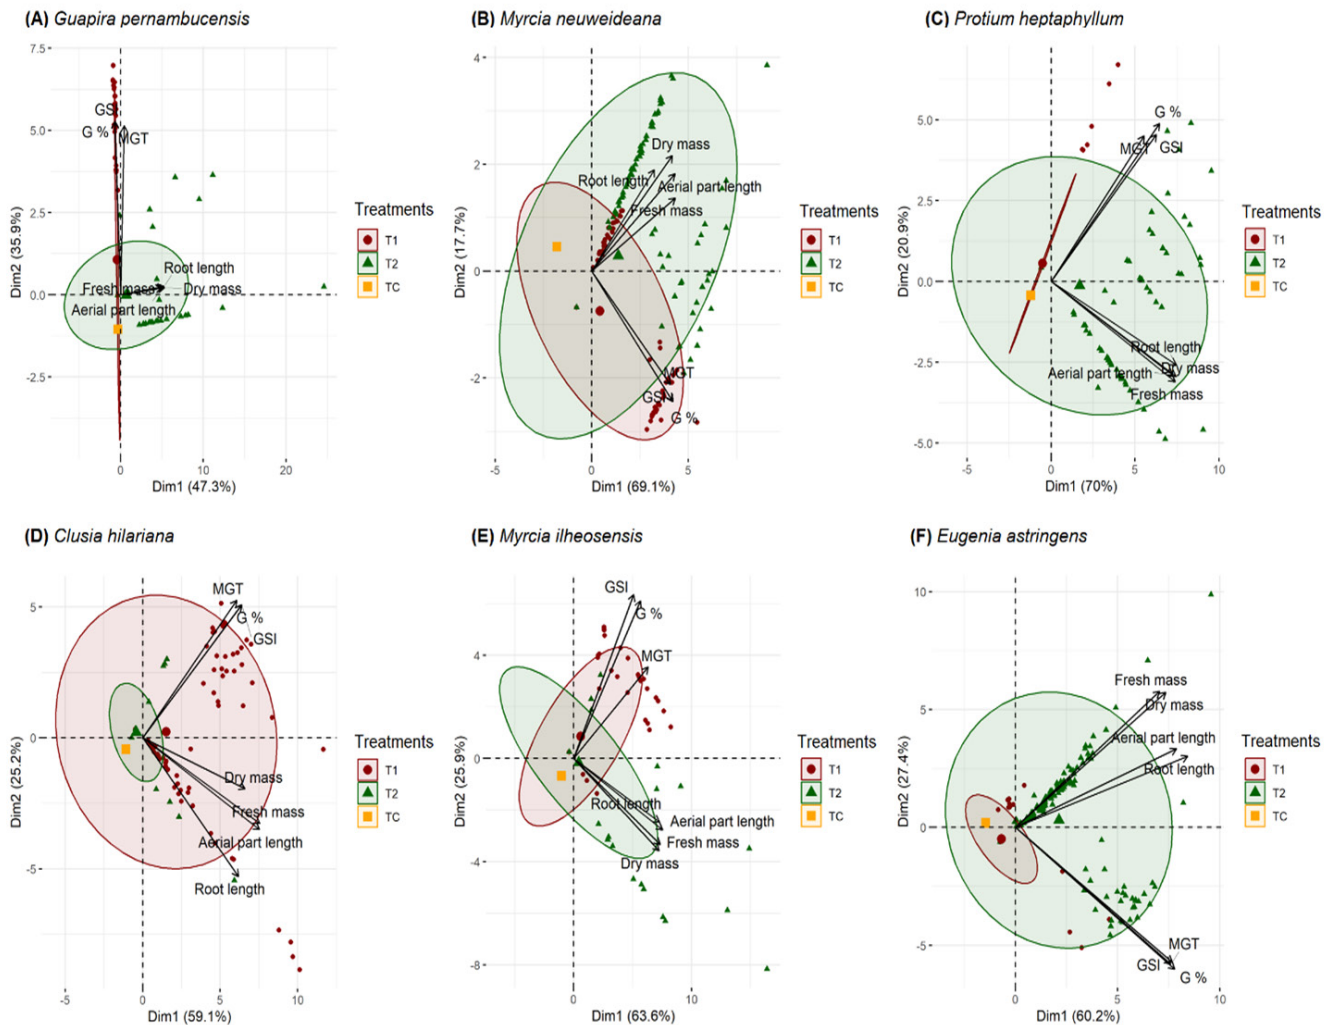 (A) Guapira pernambucensis
7.5
5.0
2.5
0.0
-2.5
Dim2 (35.9%)
GSI
G %
MGT
Root length
Fresh mass
Dry mass
Aerial part length
0
10
20
Dim1 (47.3%)
Treatments
T1
T2
TC
(B) Myrcia neuweideana
4
2
0
-2
Dim2 (17.7%)
Dry mass
Root length
Aerial part length
Fresh mass
MGT
GSI
G %
-5
0
5
Dim1 (69.1%)
Treatments
T1
T2
TC
(C) Protium heptaphyllum
5.0
2.5
0.0
-2.5
-5.0
Dim2 (20.9%)
G %
MGT
GSI
Root length
Dry mass
Aerial part length
Fresh mass
-5
0
5
10
Dim1 (70%)
Treatments
T1
T2
TC
(D) Clusia hilariana
5
0
-5
Dim2 (25.2%)
MGT
G %
GSI
Dry mass
Fresh mass
Aerial part length
Root length
-5
0
5
10
Dim1 (59.1%)
Treatments
T1
T2
TC
(E) Myrcia ilheosensis
4
0
-4
-8
Dim2 (25.9%)
GSI
G %
MGT
Root length
Aerial part length
Fresh mass
Dry mass
0
10
Dim1 (63.6%)
Treatments
T1
T2
TC
(F) Eugenia astringens
10
5
0
-5
Dim2 (27.4%)
Fresh mass
Dry mass
Aerial part length
Root length
MGT
GSI
G %
0
5
10
Dim1 (60.2%)
Treatments
T1
T2
TC